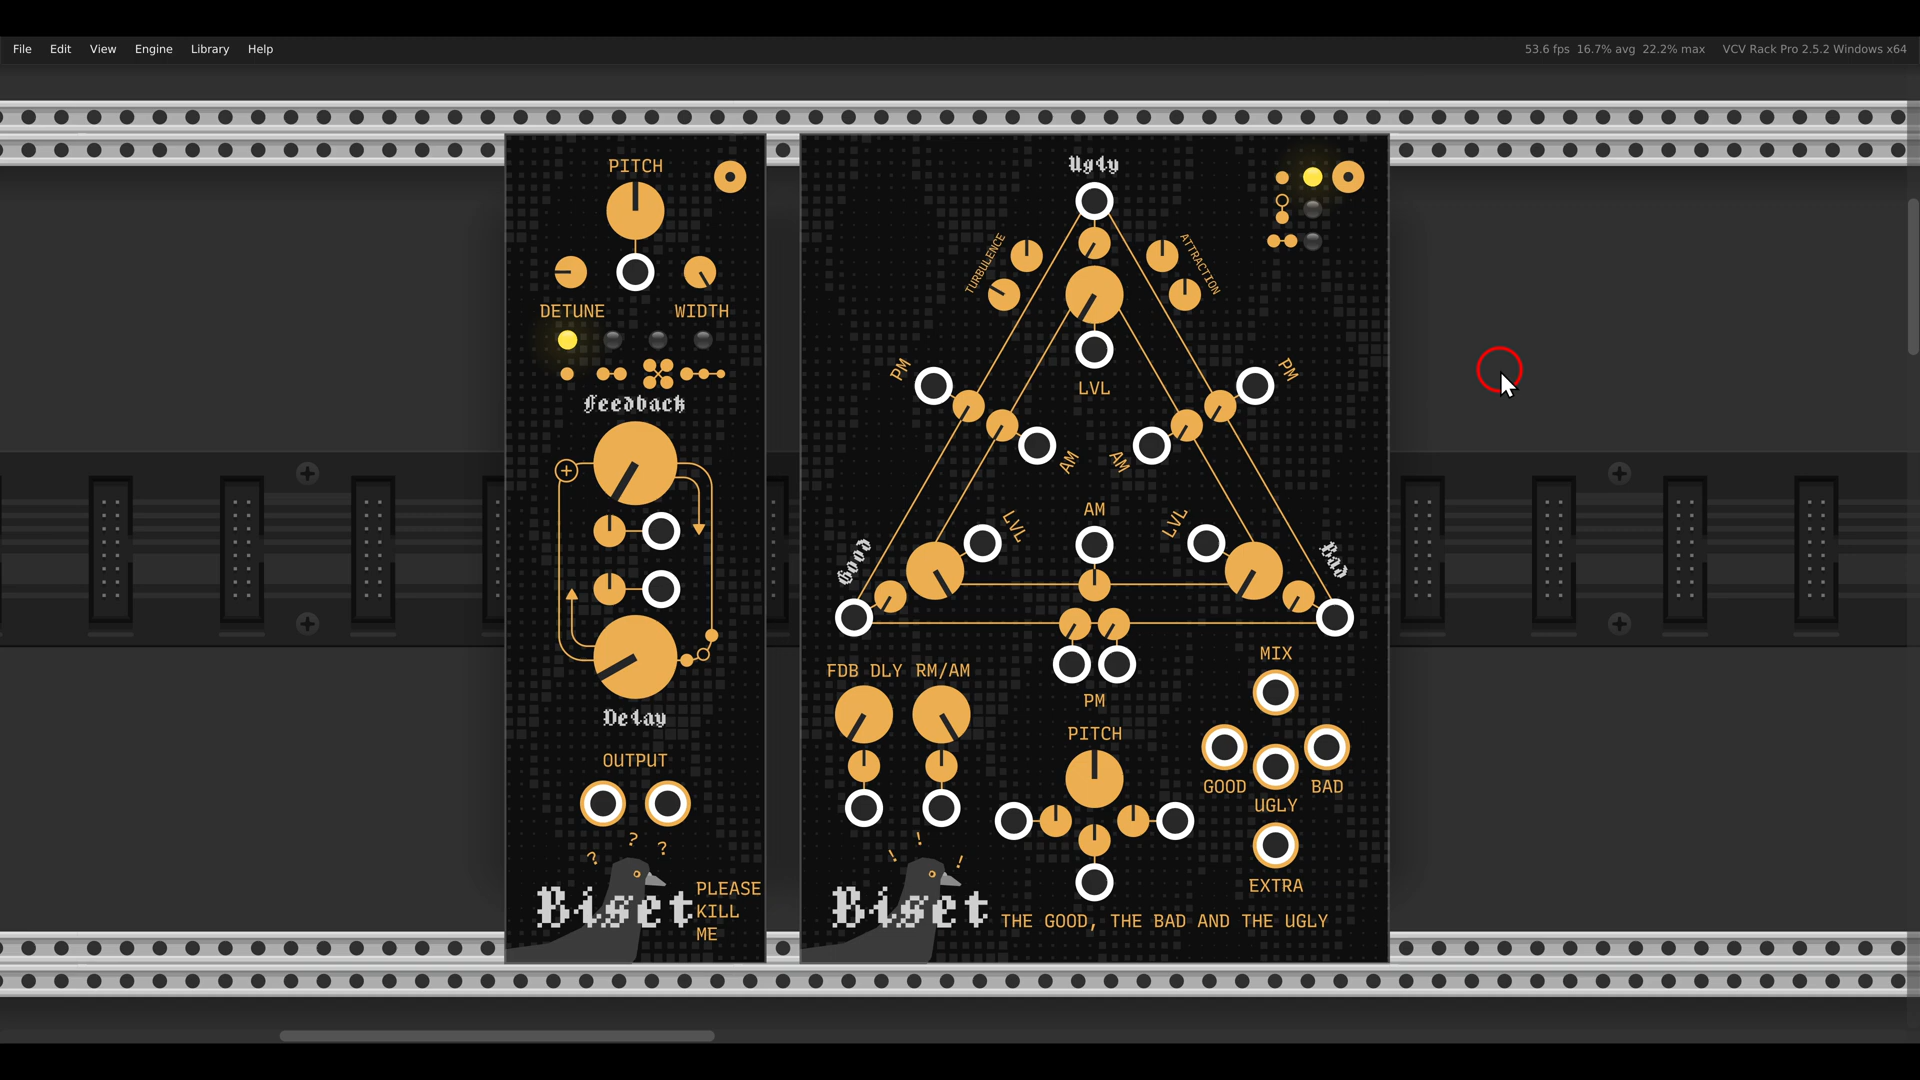 File Edit View Engine Library Help
53.6 fps 16.7% avg 22.2% max VCV Rack Pro 2.5.2 Windows x64
PITCH
DETUNE WIDTH
Feedback
Delay
OUTPUT
? ? ?
Biset
PLEASE
KILL
ME
Ugly
TURBULENCE
ATTRACTION
LVL
PM
PM
AM
AM
AM
LVL
LVL
Good
Bad
PM
FDB DLY RM/AM
PITCH
MIX
GOOD
BAD
UGLY
EXTRA
! ! !
Biset
THE GOOD, THE BAD AND THE UGLY